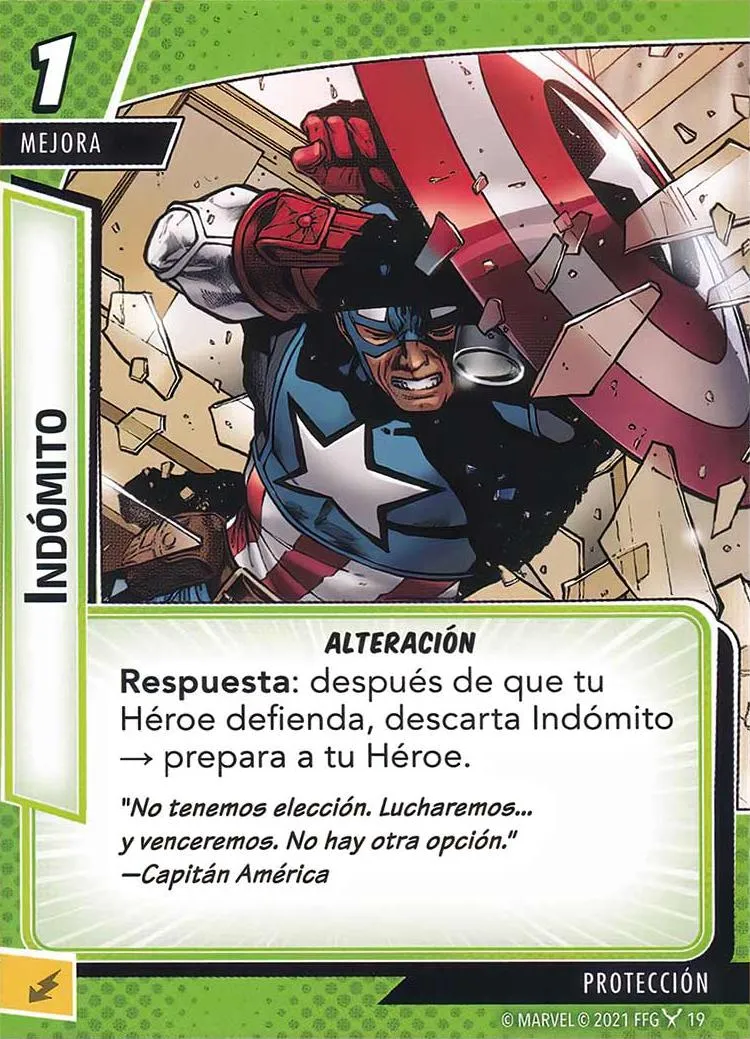 1
MEJORA
INDÓMITO
ALTERACIÓN
Respuesta: después de que tu
Héroe defienda, descarta Indómito
→ prepara a tu Héroe.
"No tenemos elección. Lucharemos...
y venceremos. No hay otra opción."
—Capitán América
PROTECCIÓN
© MARVEL © 2021 FFG 19